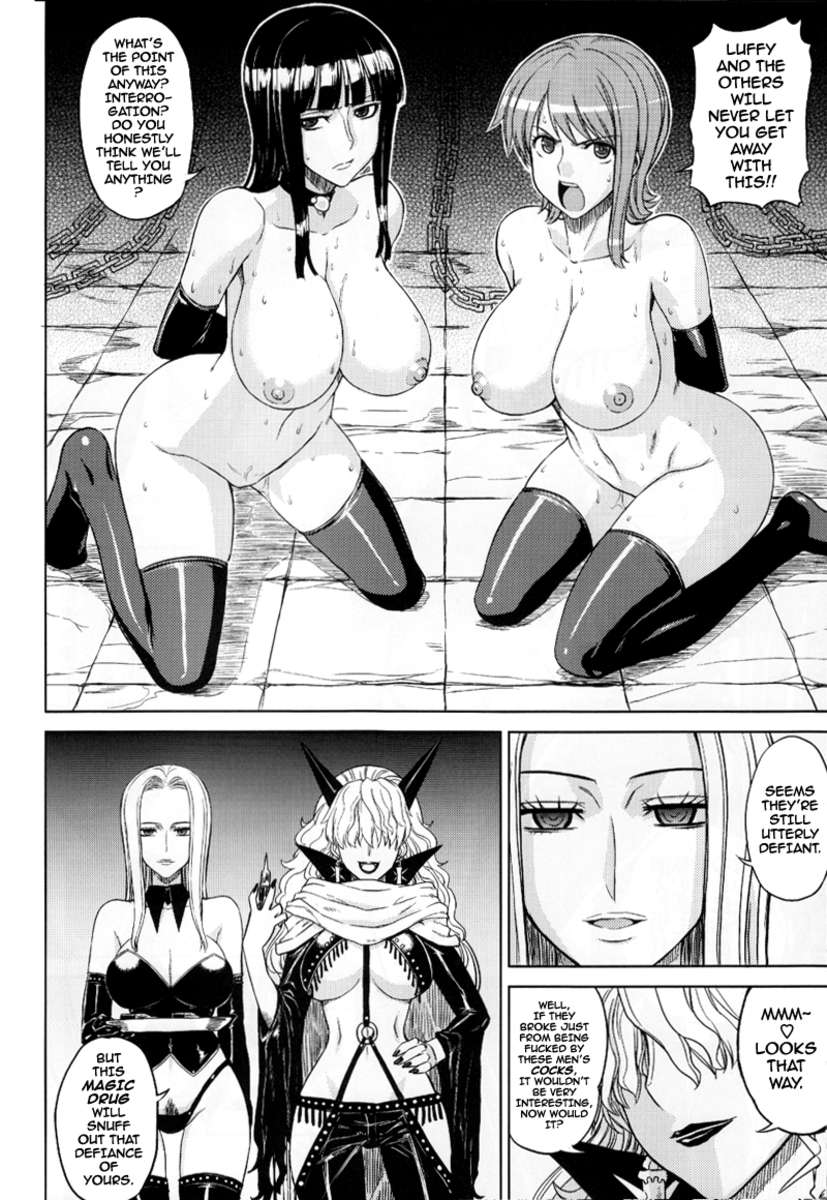 LUFFY
AND THE
OTHERS
WILL
NEVER LET
YOU GET
AWAY
WITH
THIS!!
WHAT'S
THE POINT
OF THIS
ANYWAY?
INTERRO-
GATION?
DO YOU
HONESTLY
THINK WE'LL
TELL YOU
ANYTHING
?
SEEMS
THEY'RE
STILL
UTTERLY
DEFIANT.
MMM~
♡
LOOKS
THAT
WAY.
WELL,
IF THEY
BROKE JUST
FROM BEING
FUCKED BY
THESE MEN'S
COCKS,
IT WOULDN'T
BE VERY
INTERESTING,
NOW WOULD
IT?
BUT THIS
MAGIC
DRUG
WILL
SNUFF
OUT THAT
DEFIANCE
OF
YOURS.